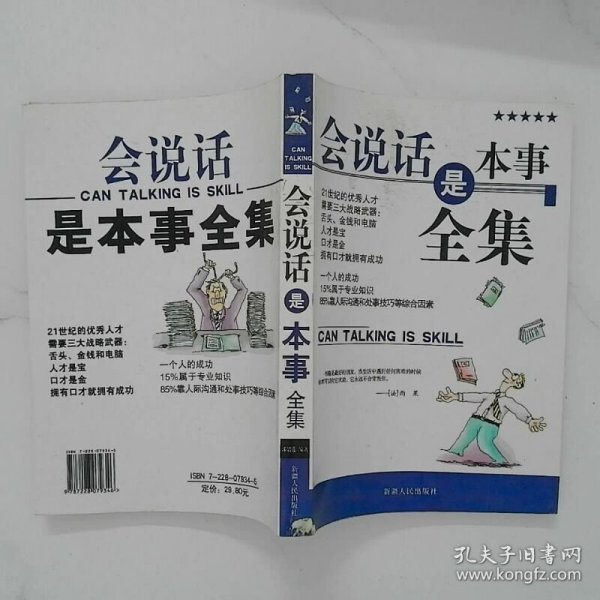 会说话
CAN TALKING IS SKILL
是本事全集
21世纪的优秀人才
需要三大战略武器：
舌头、金钱和电脑
人才是宝
口才是金
拥有口才就拥有成功
一个人的成功
15%属于专业知识
85%靠人际沟通和处事技巧等综合因素
ISBN 7-228-07934-5
9787228079346
ISBN 7-228-07934-5
定价：29.80元
CAN
TALKING
IS SKILL
会说话
是
本事
全集
新疆人民出版社
★★★★★
会说话
是
本事
全集
21世纪的优秀人才
需要三大战略武器：
舌头、金钱和电脑
人才是宝
口才是金
拥有口才就拥有成功
一个人的成功
15%属于专业知识
85%靠人际沟通和处事技巧等综合因素
CAN TALKING IS SKILL
新疆人民出版社
孔夫子旧书网
www.kongfz.com